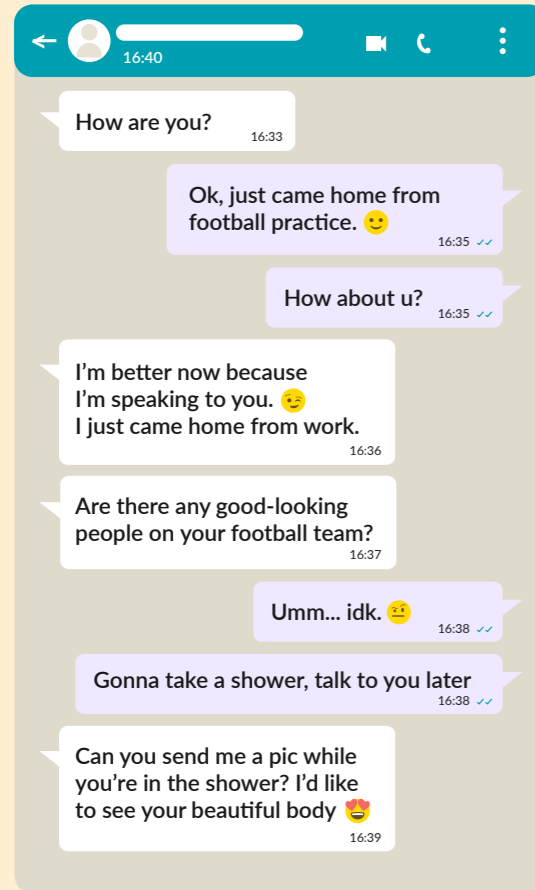 16:40
How are you?
16:33
Ok, just came home from
football practice. 🙂
16:35
How about u?
16:35
I'm better now because
I'm speaking to you. 😉
I just came home from work.
16:36
Are there any good-looking
people on your football team?
16:37
Umm... idk. 🤨
16:38
Gonna take a shower, talk to you later
16:38
Can you send me a pic while
you're in the shower? I'd like
to see your beautiful body 😍
16:39